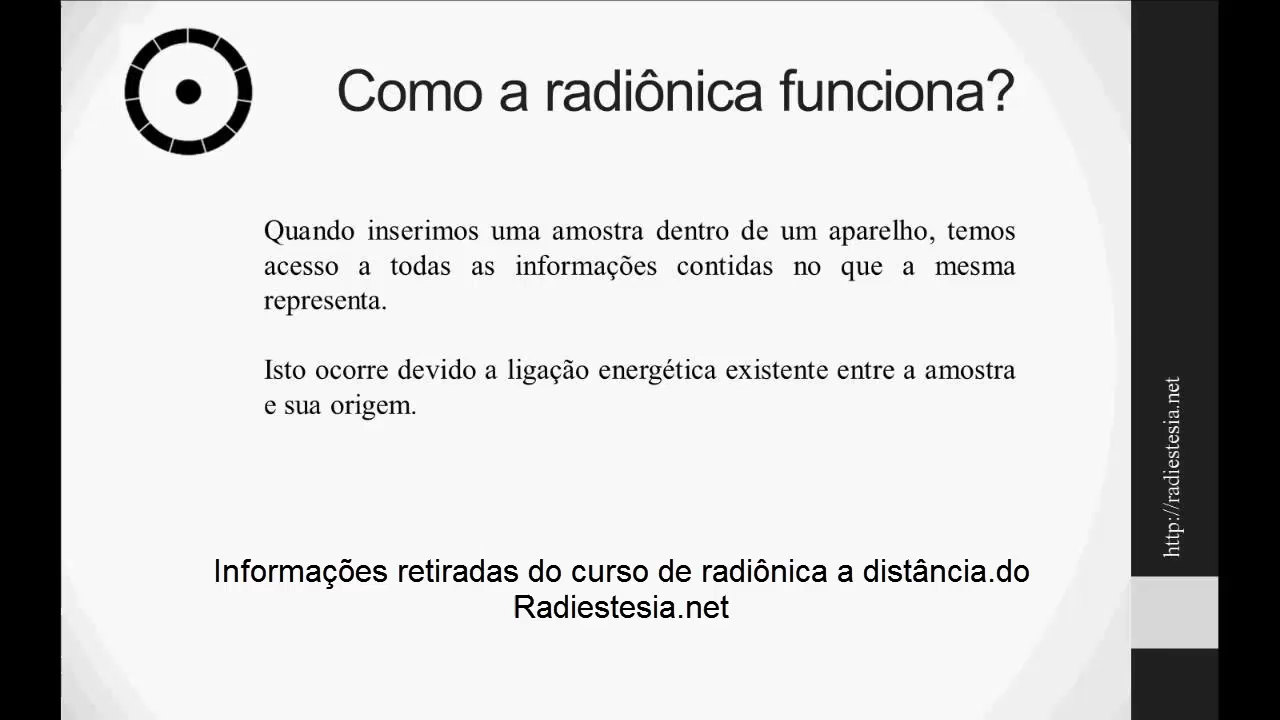 Como a radiônica funciona?
Quando inserimos uma amostra dentro de um aparelho, temos
acesso a todas as informações contidas no que a mesma
representa.
Isto ocorre devido a ligação energética existente entre a amostra
e sua origem.
http://radiestesia.net
Informações retiradas do curso de radiônica a distância.do
Radiestesia.net